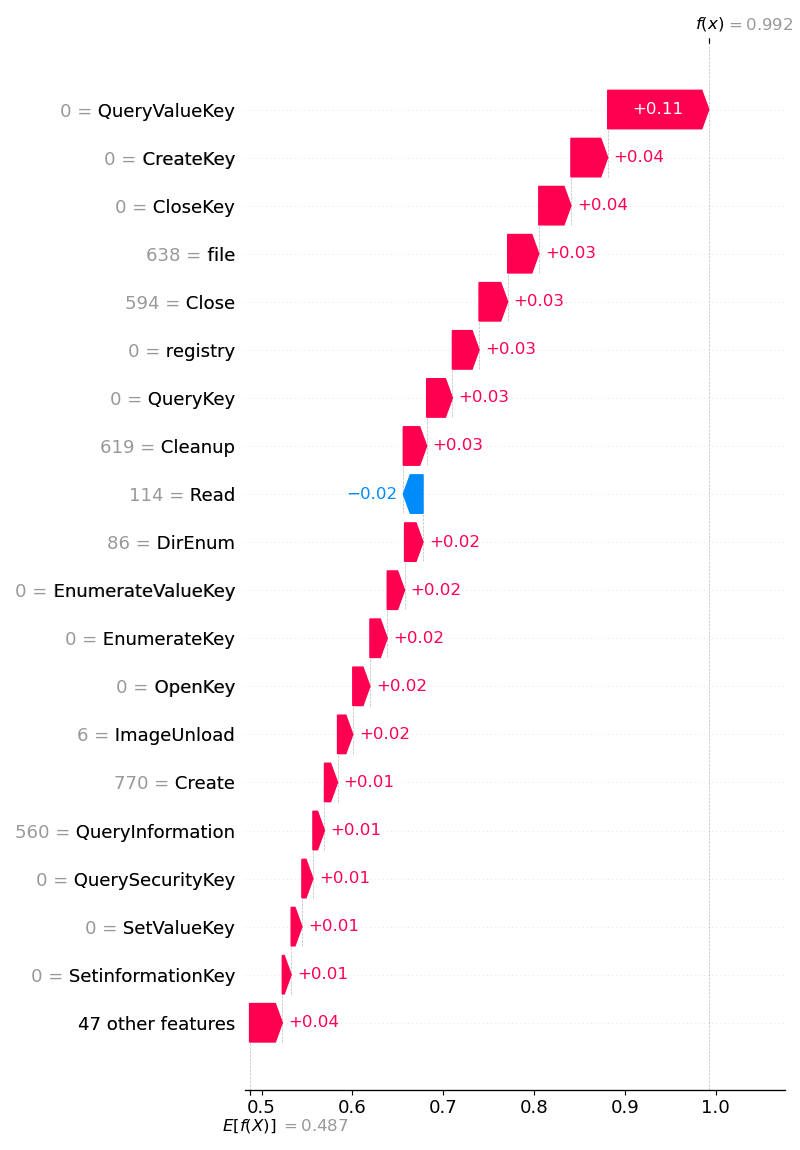 f(x) = 0.992
0 = QueryValueKey +0.11
0 = CreateKey +0.04
0 = CloseKey +0.04
638 = file +0.03
594 = Close +0.03
0 = registry +0.03
0 = QueryKey +0.03
619 = Cleanup +0.03
114 = Read −0.02
86 = DirEnum +0.02
0 = EnumerateValueKey +0.02
0 = EnumerateKey +0.02
0 = OpenKey +0.02
6 = ImageUnload +0.02
770 = Create +0.01
560 = QueryInformation +0.01
0 = QuerySecurityKey +0.01
0 = SetValueKey +0.01
0 = SetinformationKey +0.01
47 other features +0.04
0.5 0.6 0.7 0.8 0.9 1.0
E[f(X)] = 0.487